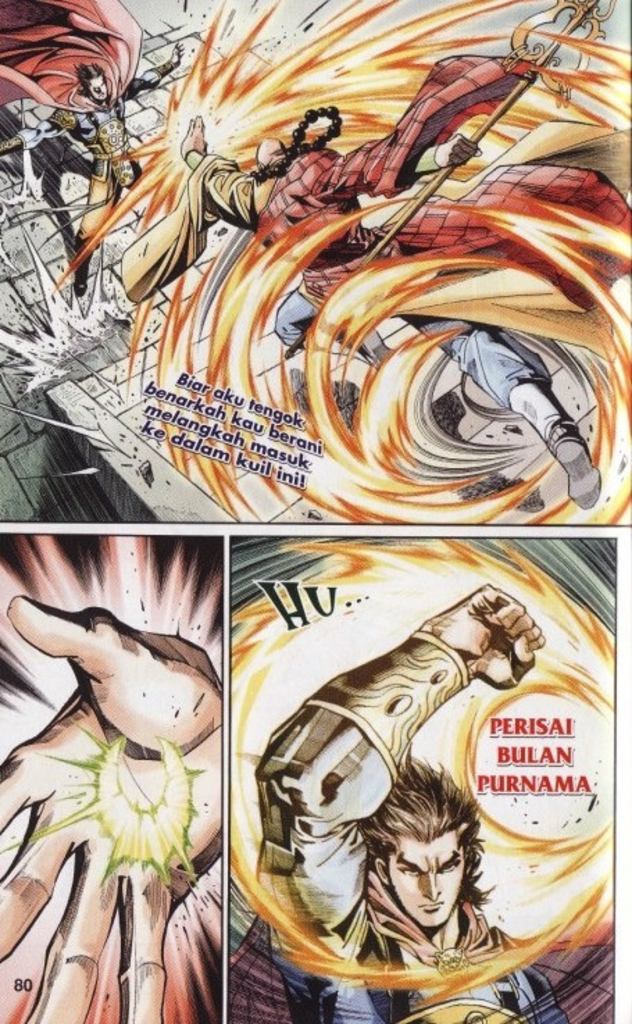 Biar aku tengok
benarkah kau berani
melangkah masuk
ke dalam kuil ini!
HU...
PERISAI
BULAN
PURNAMA
80